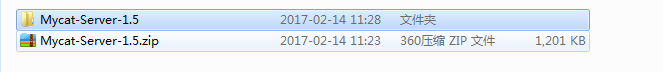 Mycat-Server-1.5 2017-02-14 11:28 文件夹
Mycat-Server-1.5.zip 2017-02-14 11:23 360压缩 ZIP 文件 1,201 KB